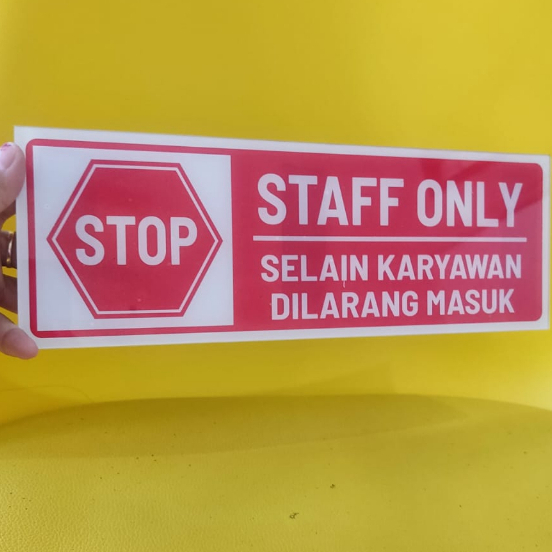 STOP
STAFF ONLY
SELAIN KARYAWAN
DILARANG MASUK